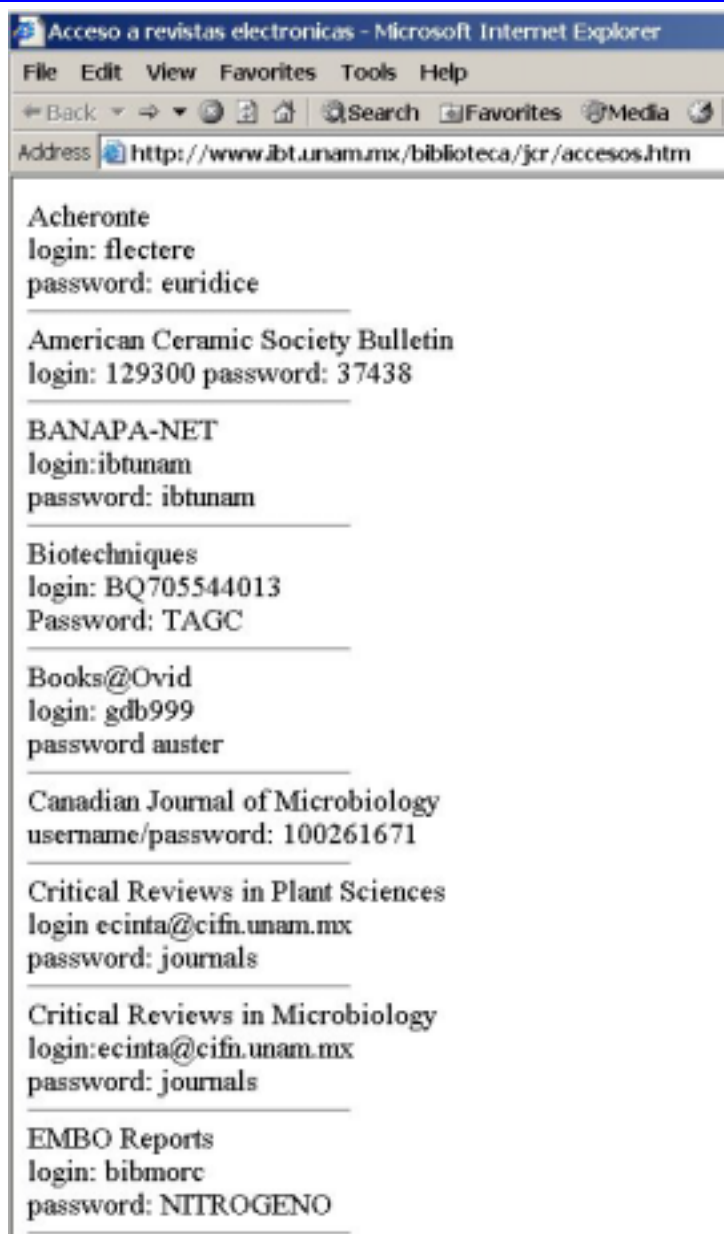 Acceso a revistas electronicas - Microsoft Internet Explorer
File Edit View Favorites Tools Help
Back Search Favorites Media
Address http://www.ibt.unam.mx/biblioteca/jcr/accesos.htm
Acheronte
login: flectere
password: euridice
American Ceramic Society Bulletin
login: 129300 password: 37438
BANAPA-NET
login:ibtunam
password: ibtunam
Biotechniques
login: BQ705544013
Password: TAGC
Books@Ovid
login: gdb999
password auster
Canadian Journal of Microbiology
username/password: 100261671
Critical Reviews in Plant Sciences
login ecinta@cifn.unam.mx
password: journals
Critical Reviews in Microbiology
login:ecinta@cifn.unam.mx
password: journals
EMBO Reports
login: bibmorc
password: NITROGENO